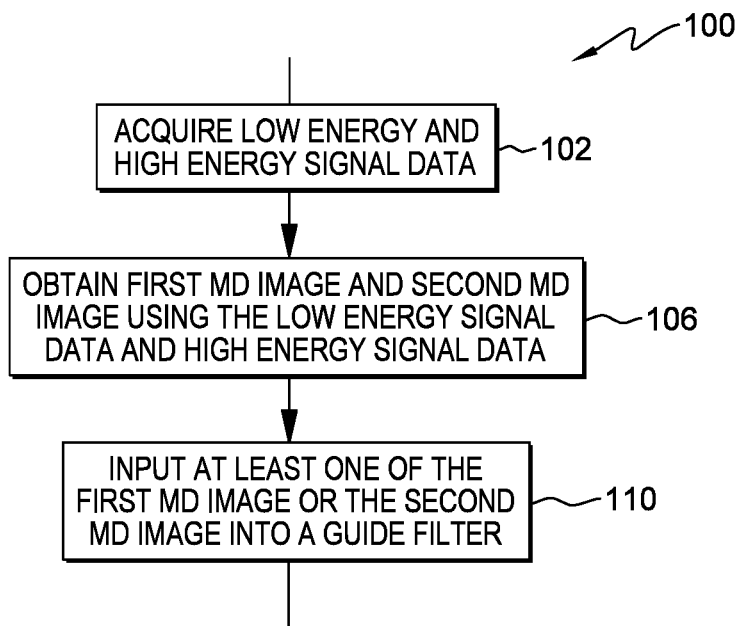 100
ACQUIRE LOW ENERGY AND
HIGH ENERGY SIGNAL DATA
102
OBTAIN FIRST MD IMAGE AND SECOND MD
IMAGE USING THE LOW ENERGY SIGNAL
DATA AND HIGH ENERGY SIGNAL DATA
106
INPUT AT LEAST ONE OF THE
FIRST MD IMAGE OR THE SECOND
MD IMAGE INTO A GUIDE FILTER
110